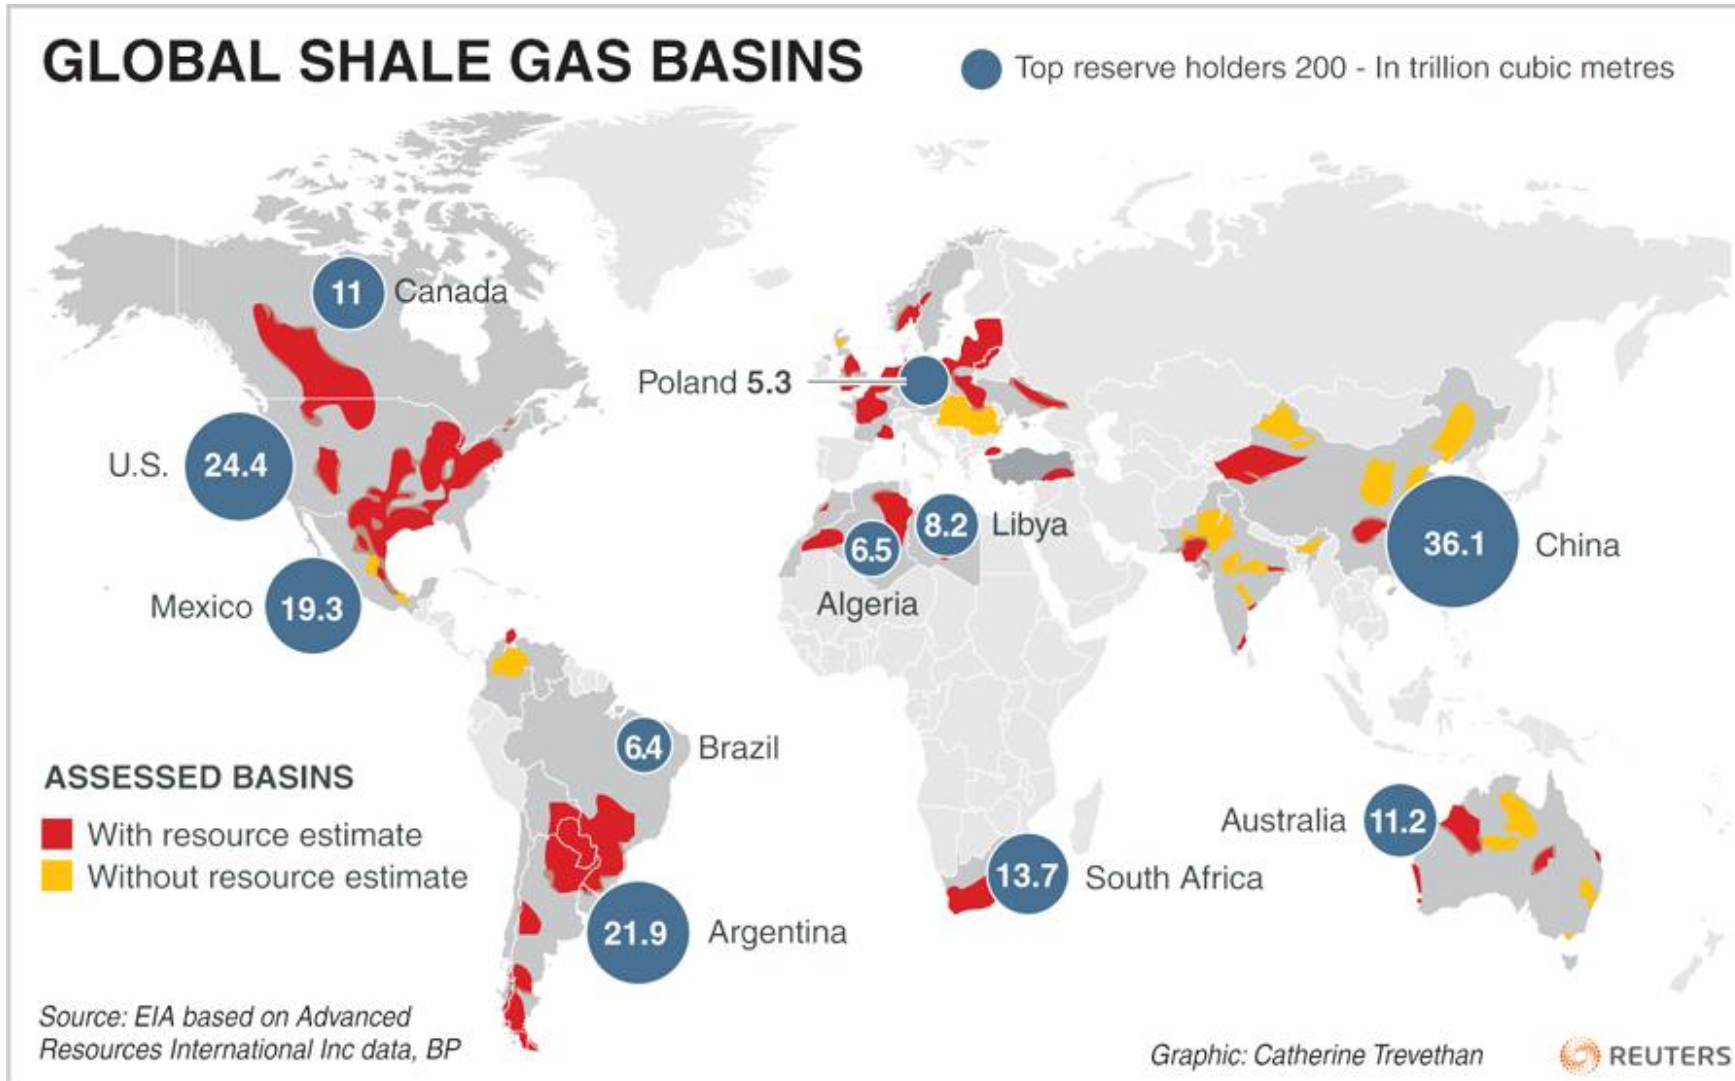 GLOBAL SHALE GAS BASINS
Top reserve holders 200 - In trillion cubic metres
11 Canada
Poland 5.3
U.S. 24.4
8.2 Libya
6.5
Algeria
36.1 China
Mexico 19.3
6.4 Brazil
ASSESSED BASINS
With resource estimate
Without resource estimate
Australia 11.2
13.7 South Africa
21.9 Argentina
Source: EIA based on Advanced
Resources International Inc data, BP
Graphic: Catherine Trevethan
REUTERS